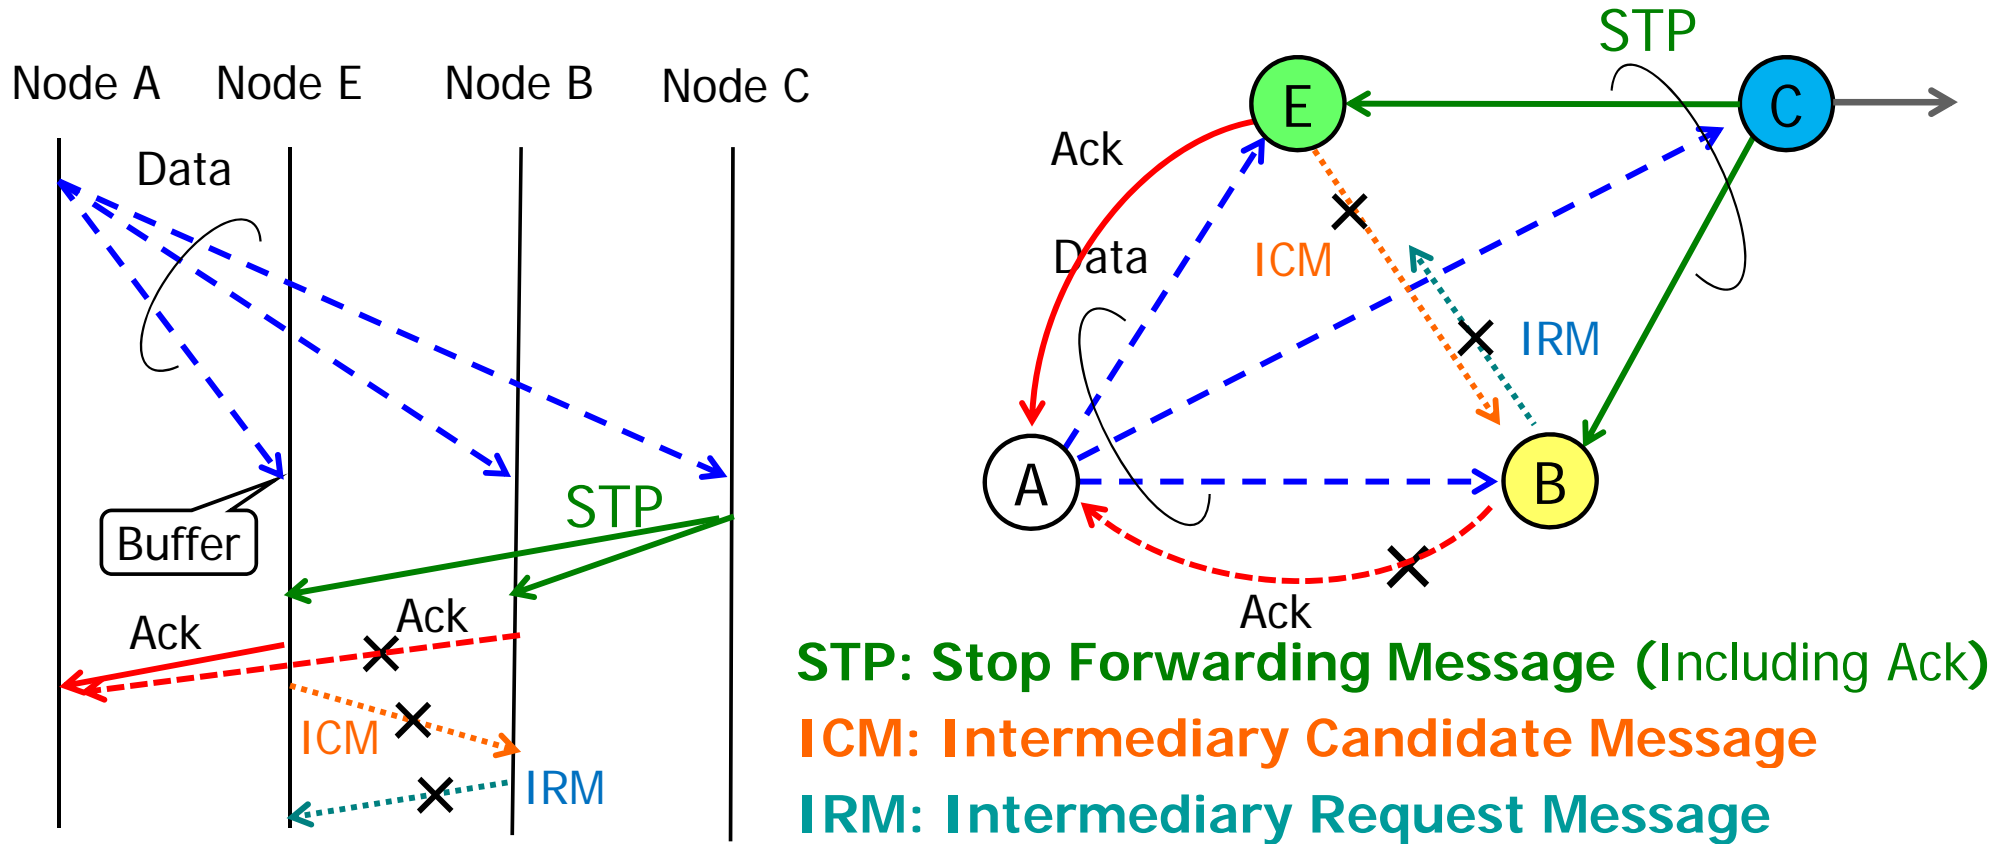 Node A
Node E
Node B
Node C
Data
Buffer
STP
Ack
Ack
ICM
IRM
STP
E
C
Ack
Data
ICM
IRM
A
B
Ack
STP: Stop Forwarding Message (Including Ack)
ICM: Intermediary Candidate Message
IRM: Intermediary Request Message